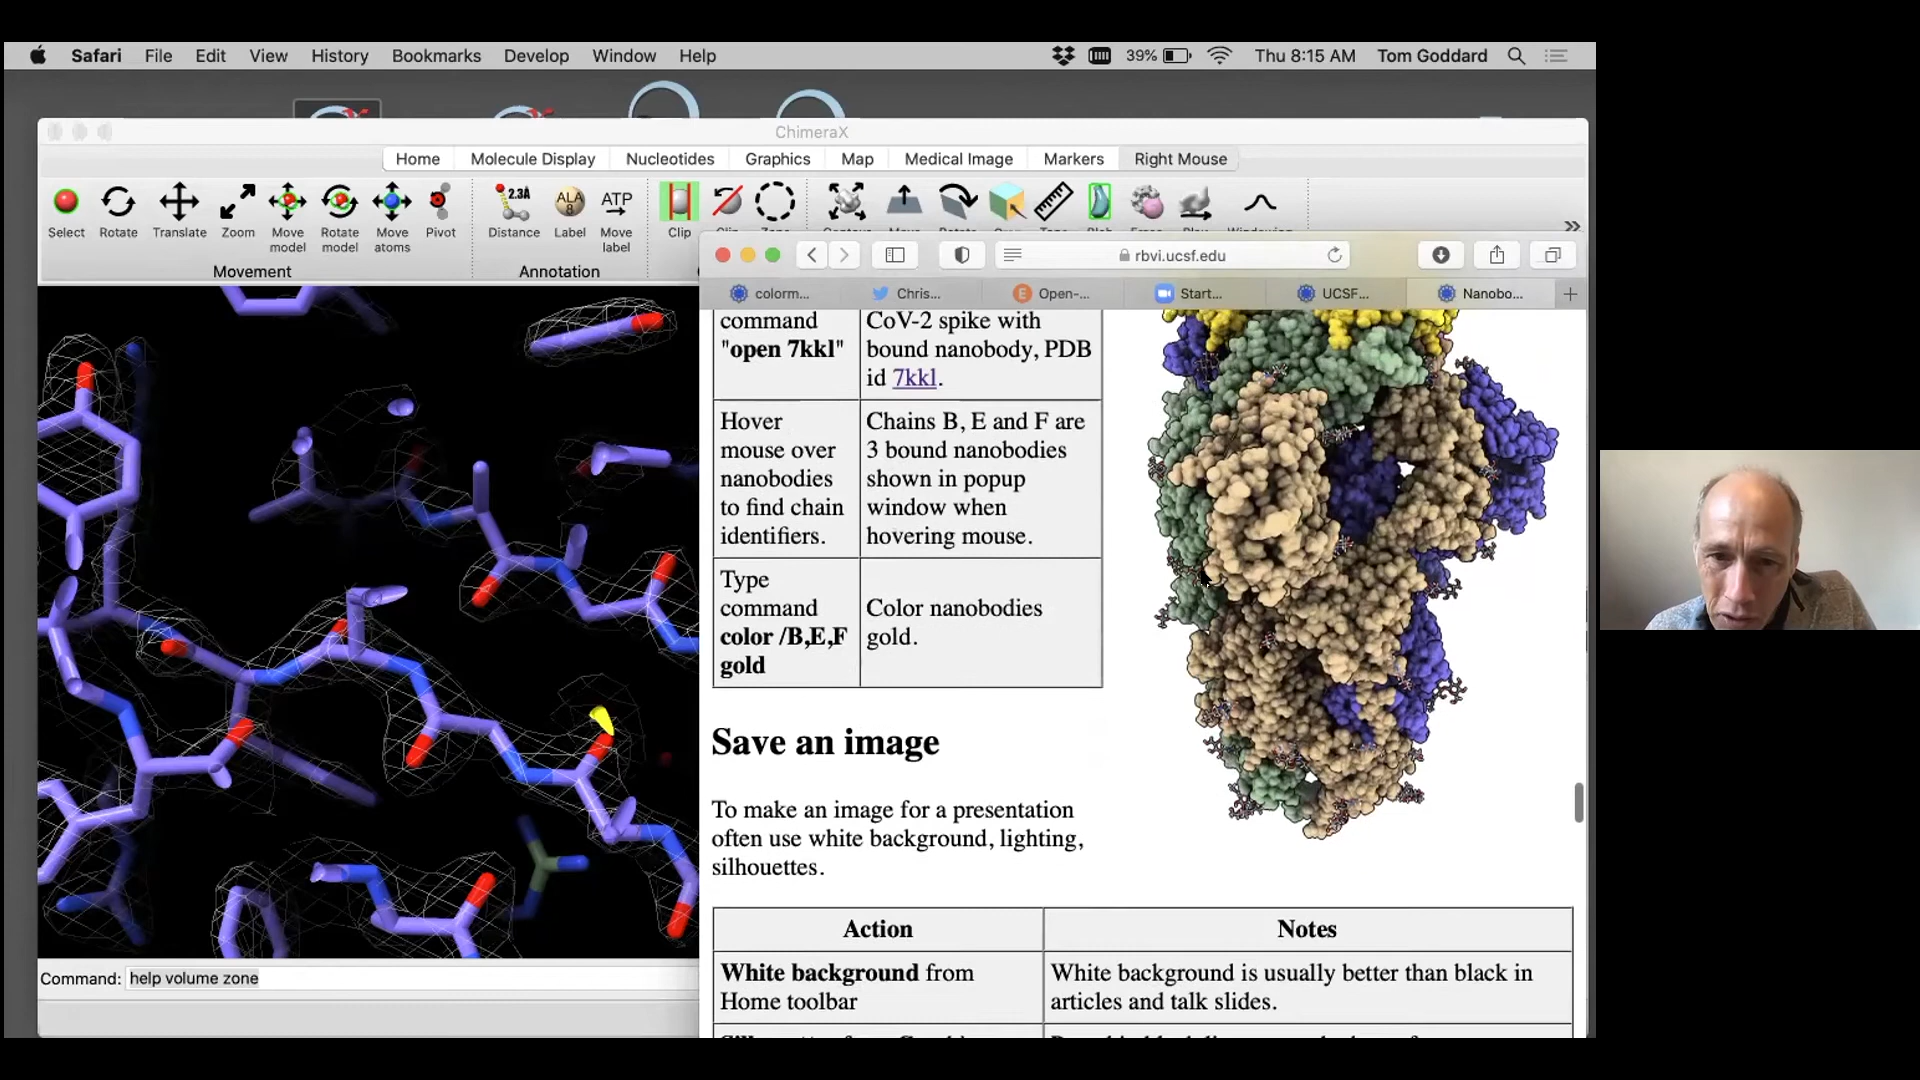 Safari File Edit View History Bookmarks Develop Window Help 39% Thu 8:15 AM Tom Goddard
ChimeraX
Home Molecule Display Nucleotides Graphics Map Medical Image Markers Right Mouse
2.3Å ALA 8 ATP
Select Rotate Translate Zoom Move model Rotate model Move atoms Pivot Distance Label Move label Clip
Movement Annotation
rbvi.ucsf.edu
colorm... Chris... Open-... Start... UCSF... Nanobo...
command
"open 7kkl"
CoV-2 spike with
bound nanobody, PDB
id 7kkl.
Hover
mouse over
nanobodies
to find chain
identifiers.
Chains B, E and F are
3 bound nanobodies
shown in popup
window when
hovering mouse.
Type
command
color /B,E,F
gold
Color nanobodies
gold.
Save an image
To make an image for a presentation
often use white background, lighting,
silhouettes.
Action Notes
White background from
Home toolbar
White background is usually better than black in
articles and talk slides.
Command: help volume zone